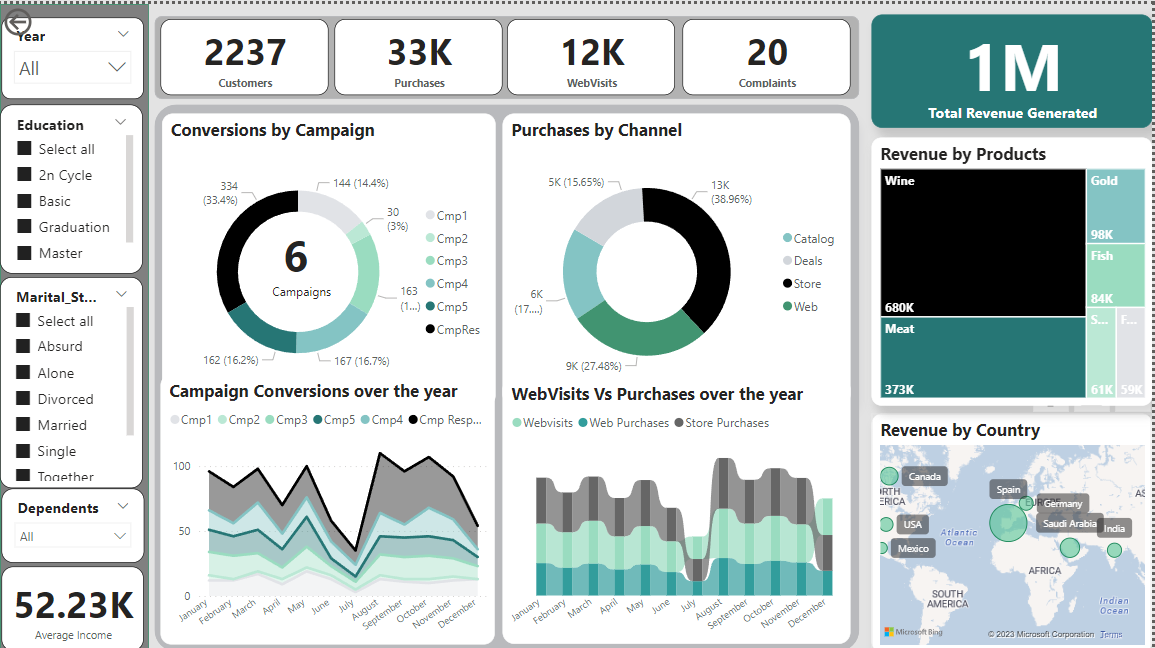 Year
All
Education
Select all
2n Cycle
Basic
Graduation
Master
Marital_St...
Select all
Absurd
Alone
Divorced
Married
Single
Together
Dependents
All
52.23K
Average Income
2237
Customers
33K
Purchases
12K
WebVisits
20
Complaints
1M
Total Revenue Generated
Conversions by Campaign
334
(33.4%)
144 (14.4%)
30
(3%)
163
(1...)
167 (16.7%)
162 (16.2%)
6
Campaigns
Cmp1
Cmp2
Cmp3
Cmp4
Cmp5
CmpRes
Purchases by Channel
5K (15.65%)
13K
(38.96%)
6K
(17....)
9K (27.48%)
Catalog
Deals
Store
Web
Campaign Conversions over the year
Cmp1 Cmp2 Cmp3 Cmp5 Cmp4 Cmp Resp...
100
50
0
January February March April May June July August September October November December
WebVisits Vs Purchases over the year
Webvisits Web Purchases Store Purchases
January February March April May June July August September October November December
Revenue by Products
Wine
680K
Meat
373K
Gold
98K
Fish
84K
S...
61K
F...
59K
Revenue by Country
Canada
RTH
ERICA
USA
Mexico
Atlantic
Ocean
Spain
EUROPE
Germany
Saudi Arabia
India
AS
AFRICA
SOUTH
AMERICA
Indian
Ocean
Microsoft Bing
© 2023 Microsoft Corporation Terms